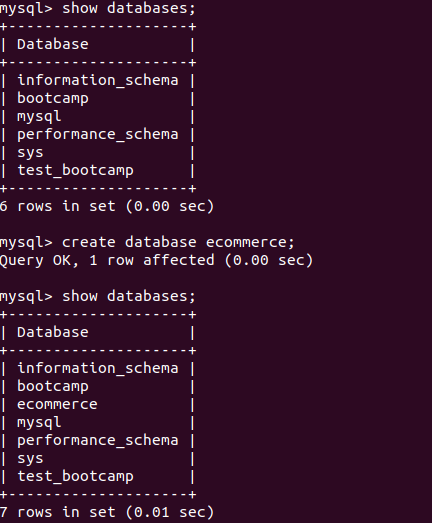 mysql> show databases;
+--------------------+
| Database           |
+--------------------+
| information_schema |
| bootcamp           |
| mysql              |
| performance_schema |
| sys                |
| test_bootcamp      |
+--------------------+
6 rows in set (0.00 sec)
mysql> create database ecommerce;
Query OK, 1 row affected (0.00 sec)
mysql> show databases;
+--------------------+
| Database           |
+--------------------+
| information_schema |
| bootcamp           |
| ecommerce          |
| mysql              |
| performance_schema |
| sys                |
| test_bootcamp      |
+--------------------+
7 rows in set (0.01 sec)